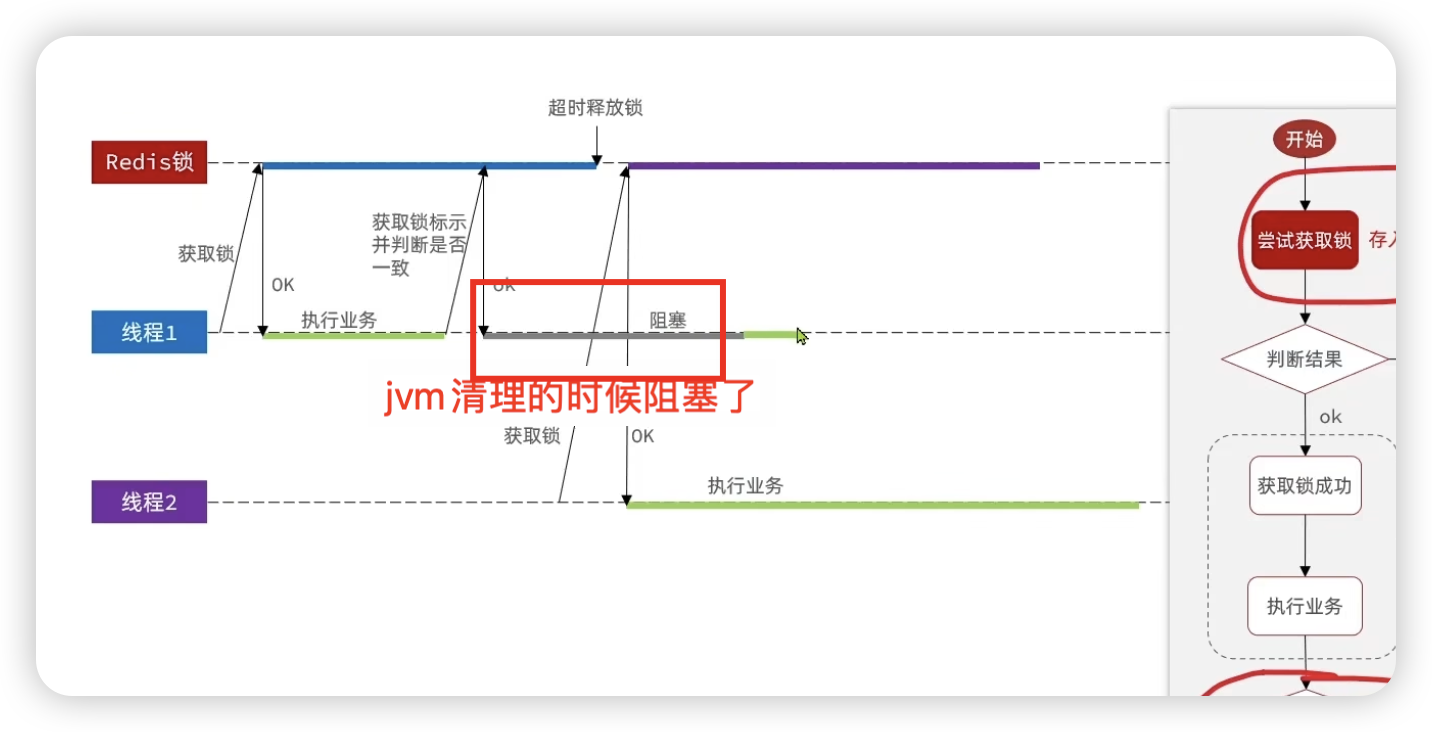 超时释放锁
Redis锁
获取锁
OK
获取锁标示
并判断是否
一致
ok
线程1
执行业务
阻塞
jvm清理的时候阻塞了
获取锁
OK
线程2
执行业务
开始
尝试获取锁
存入
判断结果
ok
获取锁成功
执行业务